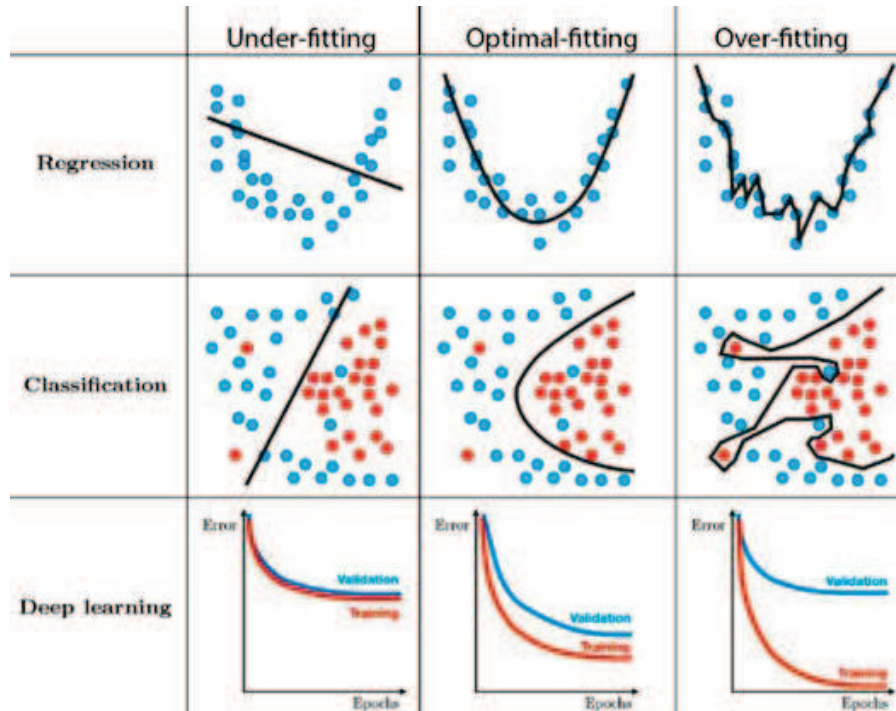 Under-fitting Optimal-fitting Over-fitting
Regression
Classification
Deep learning
Error
Validation
Training
Epochs
Error
Validation
Training
Epochs
Error
Validation
Training
Epochs